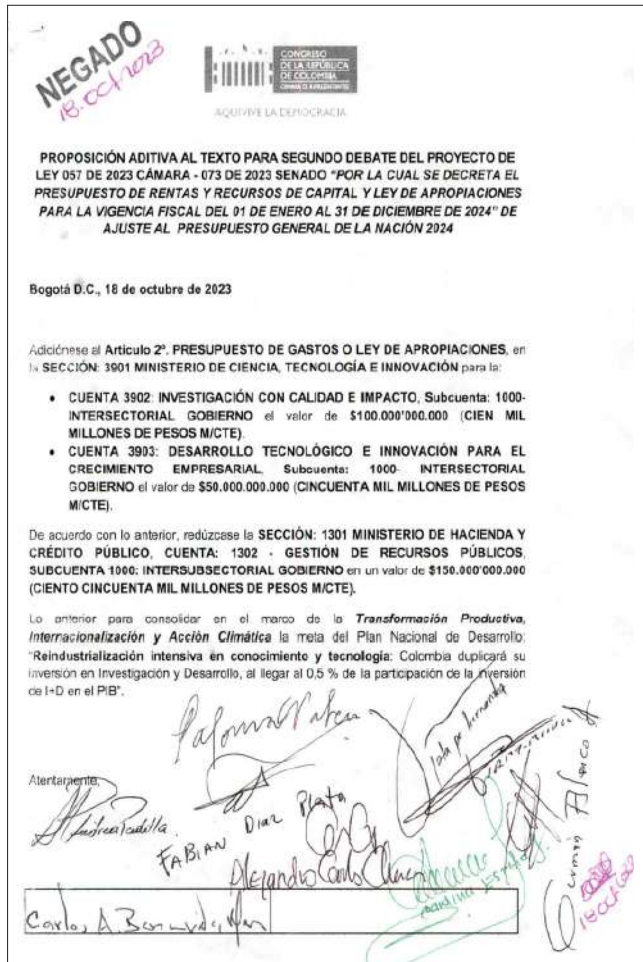 NEGADO
18.oct/2023
CONGRESO
DE LA REPÚBLICA
DE COLOMBIA
AQUÍVIVE LA DEMOCRACIA
PROPOSICIÓN ADITIVA AL TEXTO PARA SEGUNDO DEBATE DEL PROYECTO DE
LEY 057 DE 2023 CÁMARA - 073 DE 2023 SENADO "POR LA CUAL SE DECRETA EL
PRESUPUESTO DE RENTAS Y RECURSOS DE CAPITAL Y LEY DE APROPIACIONES
PARA LA VIGENCIA FISCAL DEL 01 DE ENERO AL 31 DE DICIEMBRE DE 2024" DE
AJUSTE AL PRESUPUESTO GENERAL DE LA NACIÓN 2024
Bogotá D.C., 18 de octubre de 2023
Adiciónese al Artículo 2º. PRESUPUESTO DE GASTOS O LEY DE APROPIACIONES, en
la SECCIÓN: 3901 MINISTERIO DE CIENCIA, TECNOLOGÍA E INNOVACIÓN para la:
• CUENTA 3902: INVESTIGACIÓN CON CALIDAD E IMPACTO, Subcuenta: 1000-
INTERSECTORIAL GOBIERNO el valor de $100.000'000.000 (CIEN MIL
MILLONES DE PESOS M/CTE).
• CUENTA 3903: DESARROLLO TECNOLÓGICO E INNOVACIÓN PARA EL
CRECIMIENTO EMPRESARIAL, Subcuenta: 1000- INTERSECTORIAL
GOBIERNO el valor de $50.000.000.000 (CINCUENTA MIL MILLONES DE PESOS
M/CTE).
De acuerdo con lo anterior, redúzcase la SECCIÓN: 1301 MINISTERIO DE HACIENDA Y
CRÉDITO PÚBLICO, CUENTA: 1302 - GESTIÓN DE RECURSOS PÚBLICOS,
SUBCUENTA 1000: INTERSUBSECTORIAL GOBIERNO en un valor de $150.000'000.000
(CIENTO CINCUENTA MIL MILLONES DE PESOS M/CTE).
Lo anterior para consolidar en el marco de la Transformación Productiva,
Internacionalización y Acción Climática la meta del Plan Nacional de Desarrollo:
"Reindustrialización intensiva en conocimiento y tecnología: Colombia duplicará su
inversión en Investigación y Desarrollo, al llegar al 0,5 % de la participación de la inversión
de I+D en el PIB".
Atentamente,
Andrea Padilla
FABIAN Diaz Plata
Alejandro Carlos Chacón
18 Oct 2023